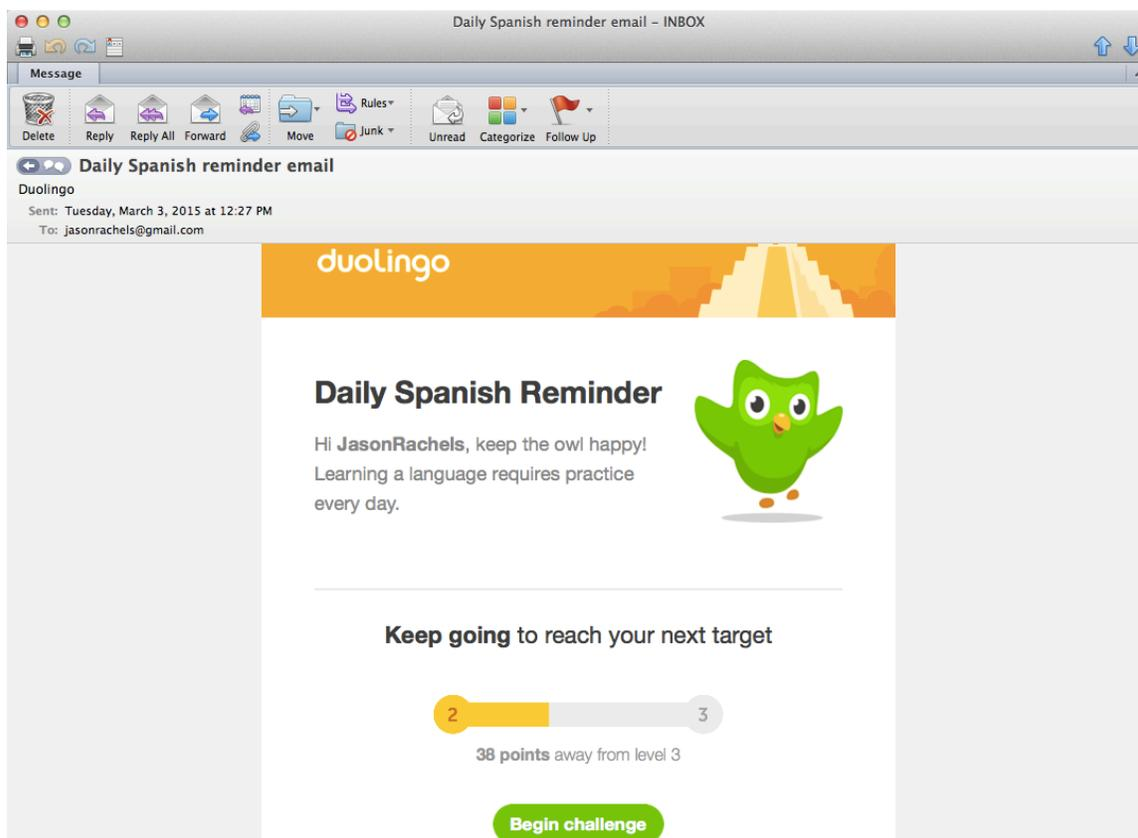 Daily Spanish reminder email – INBOX
Message
Delete
Reply
Reply All
Forward
Move
Rules
Junk
Unread
Categorize
Follow Up
Daily Spanish reminder email
Duolingo
Sent: Tuesday, March 3, 2015 at 12:27 PM
To: jasonrachels@gmail.com
duolingo
Daily Spanish Reminder
Hi JasonRachels, keep the owl happy!
Learning a language requires practice
every day.
Keep going to reach your next target
2 3
38 points away from level 3
Begin challenge